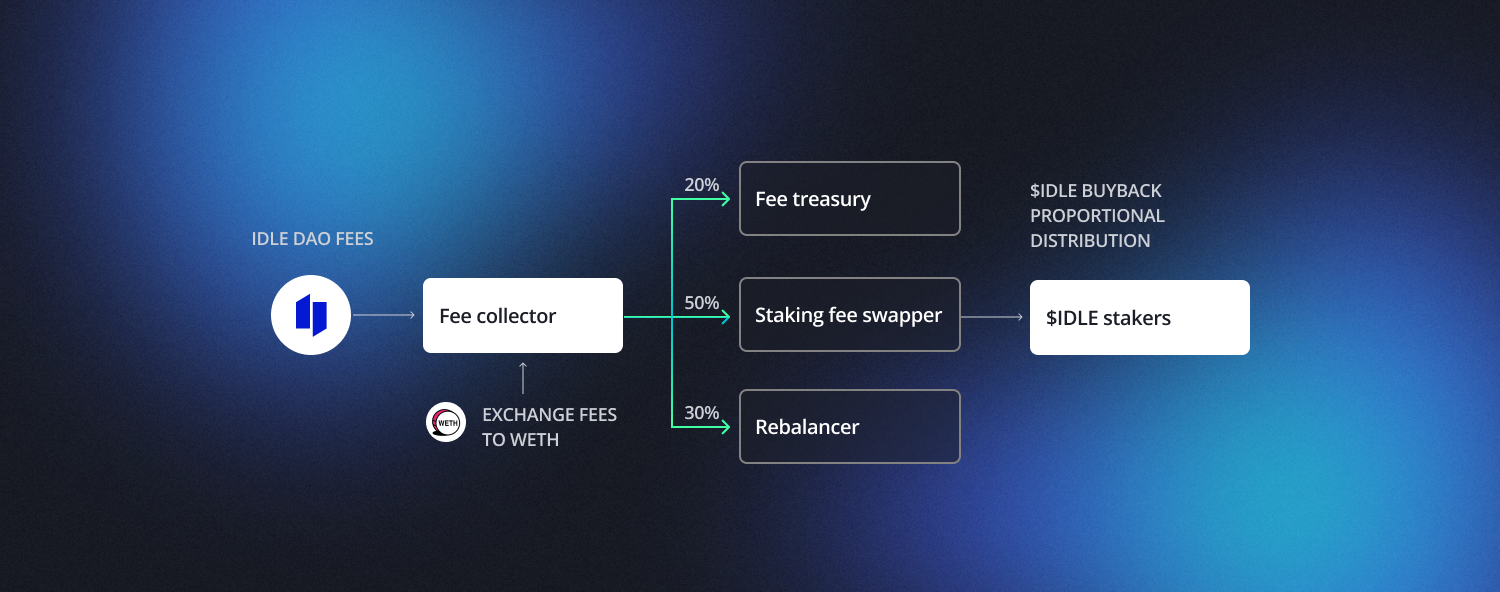 IDLE DAO FEES
Fee collector
WETH
EXCHANGE FEES
TO WETH
20%
Fee treasury
50%
Staking fee swapper
30%
Rebalancer
$IDLE BUYBACK
PROPORTIONAL
DISTRIBUTION
$IDLE stakers